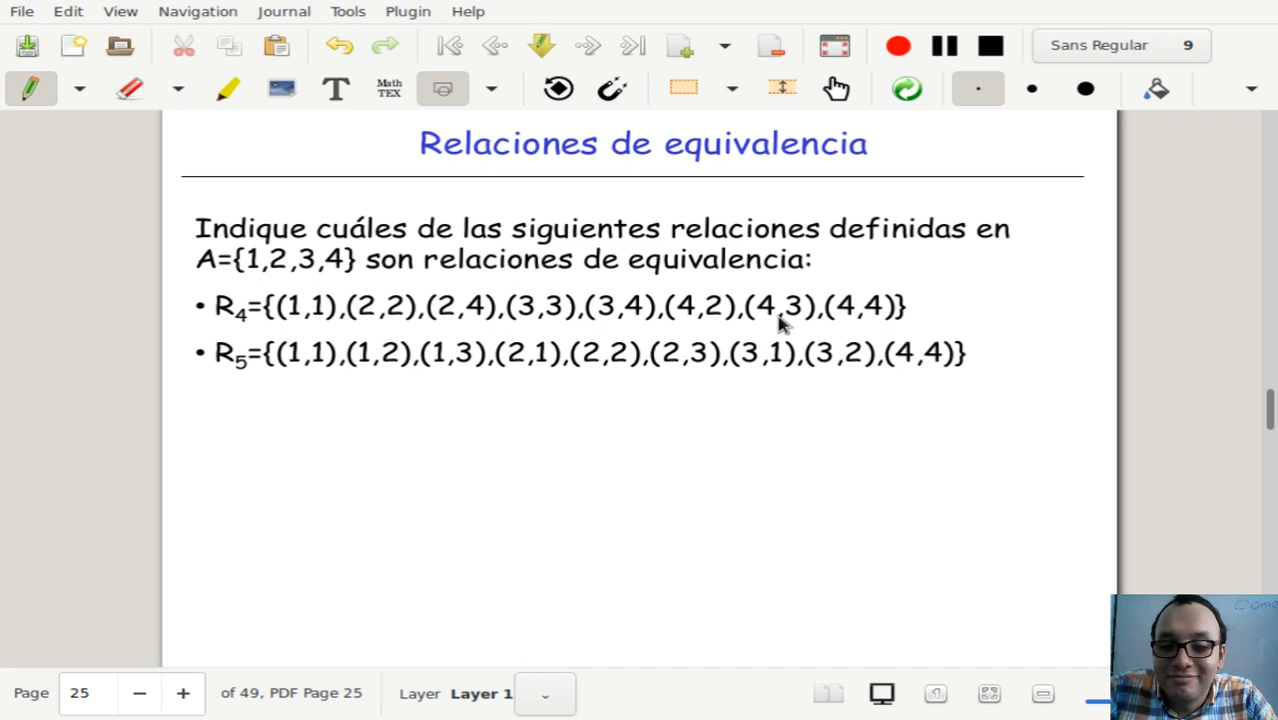 File Edit View Navigation Journal Tools Plugin Help
Sans Regular 9
T Math TEX
Relaciones de equivalencia
Indique cuáles de las siguientes relaciones definidas en
A={1,2,3,4} son relaciones de equivalencia:
• R₄={(1,1),(2,2),(2,4),(3,3),(3,4),(4,2),(4,3),(4,4)}
• R₅={(1,1),(1,2),(1,3),(2,1),(2,2),(2,3),(3,1),(3,2),(4,4)}
Page 25 − + of 49, PDF Page 25 Layer Layer 1